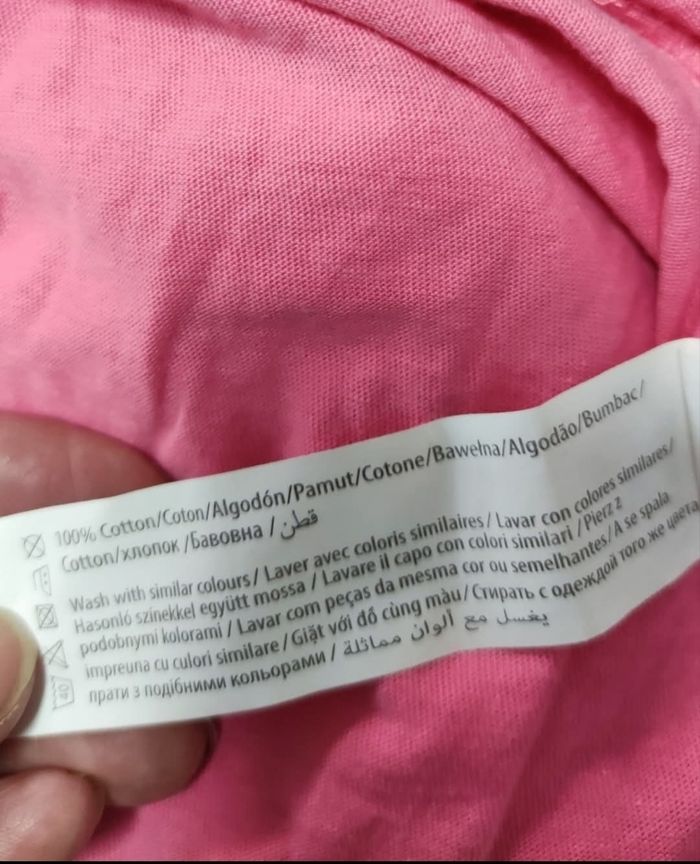 100% Cotton/Coton/Algodón/Pamut/Cotone/Bawełna/Algodão/Bumbac/
Cotton/хлопок /бавовна / قطن
Wash with similar colours / Laver avec coloris similaires / Lavar con colores similares/
Hasonló színekkel együtt mossa / Lavare il capo con colori similari / Pierz z
podobnymi kolorami / Lavar com peças da mesma cor ou semelhantes/ A se spala
impreuna cu culori similare / Giặt với đồ cùng màu/ Стирать с одеждой того же цвета
прати з подібними кольорами / يغسل مع ألوان مماثلة
40